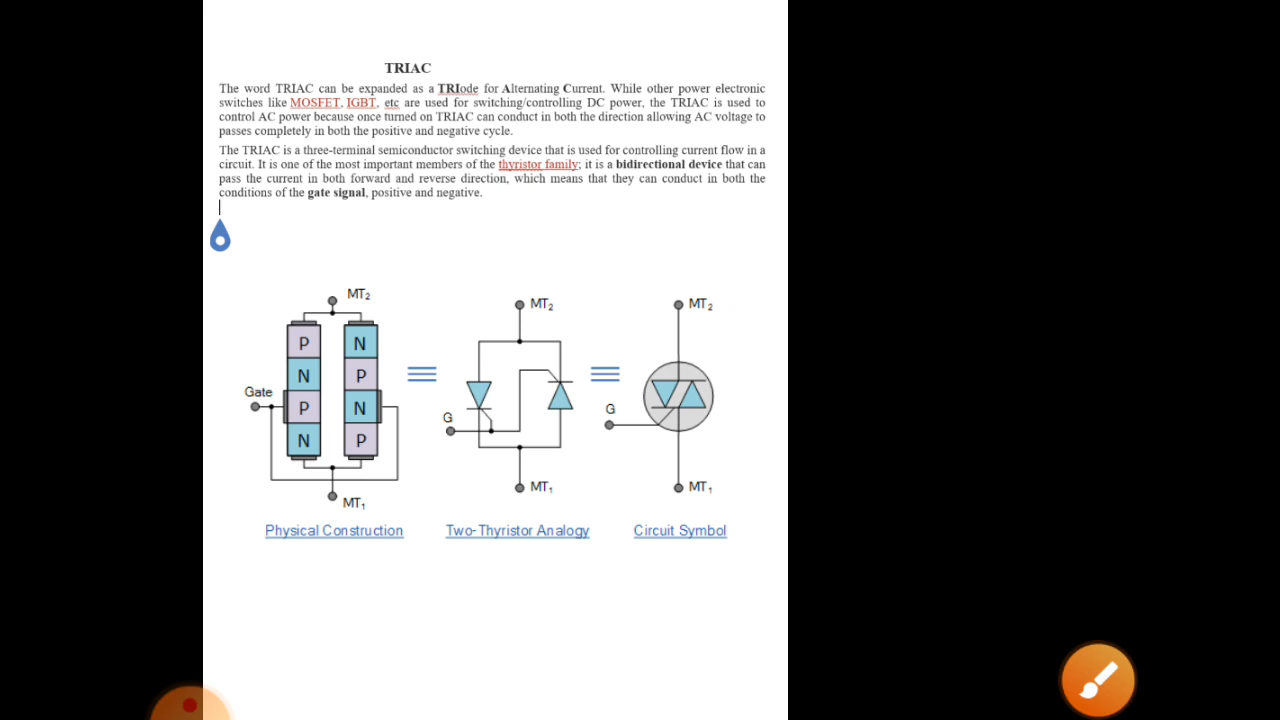 TRIAC
The word TRIAC can be expanded as a TRIode for Alternating Current. While other power electronic
switches like MOSFET, IGBT, etc are used for switching/controlling DC power, the TRIAC is used to
control AC power because once turned on TRIAC can conduct in both the direction allowing AC voltage to
passes completely in both the positive and negative cycle.
The TRIAC is a three-terminal semiconductor switching device that is used for controlling current flow in a
circuit. It is one of the most important members of the thyristor family; it is a bidirectional device that can
pass the current in both forward and reverse direction, which means that they can conduct in both the
conditions of the gate signal, positive and negative.
MT₂
P N
N P
Gate
P N
N P
MT₁
Physical Construction
MT₂
G
MT₁
Two-Thyristor Analogy
MT₂
G
MT₁
Circuit Symbol